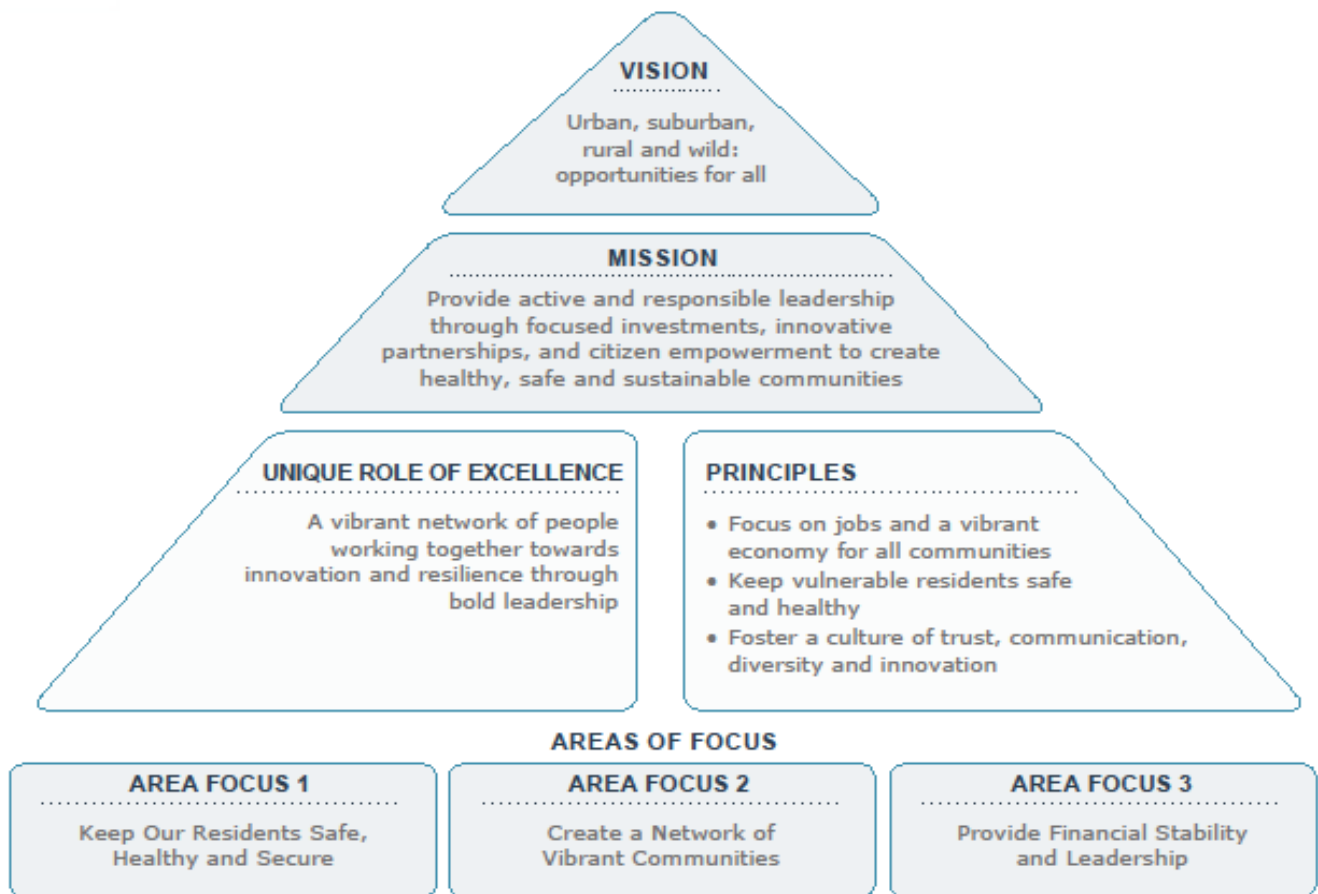 VISION
Urban, suburban,
rural and wild:
opportunities for all
MISSION
Provide active and responsible leadership
through focused investments, innovative
partnerships, and citizen empowerment to create
healthy, safe and sustainable communities
UNIQUE ROLE OF EXCELLENCE
A vibrant network of people
working together towards
innovation and resilience through
bold leadership
PRINCIPLES
• Focus on jobs and a vibrant
economy for all communities
• Keep vulnerable residents safe
and healthy
• Foster a culture of trust, communication,
diversity and innovation
AREAS OF FOCUS
AREA FOCUS 1
Keep Our Residents Safe,
Healthy and Secure
AREA FOCUS 2
Create a Network of
Vibrant Communities
AREA FOCUS 3
Provide Financial Stability
and Leadership